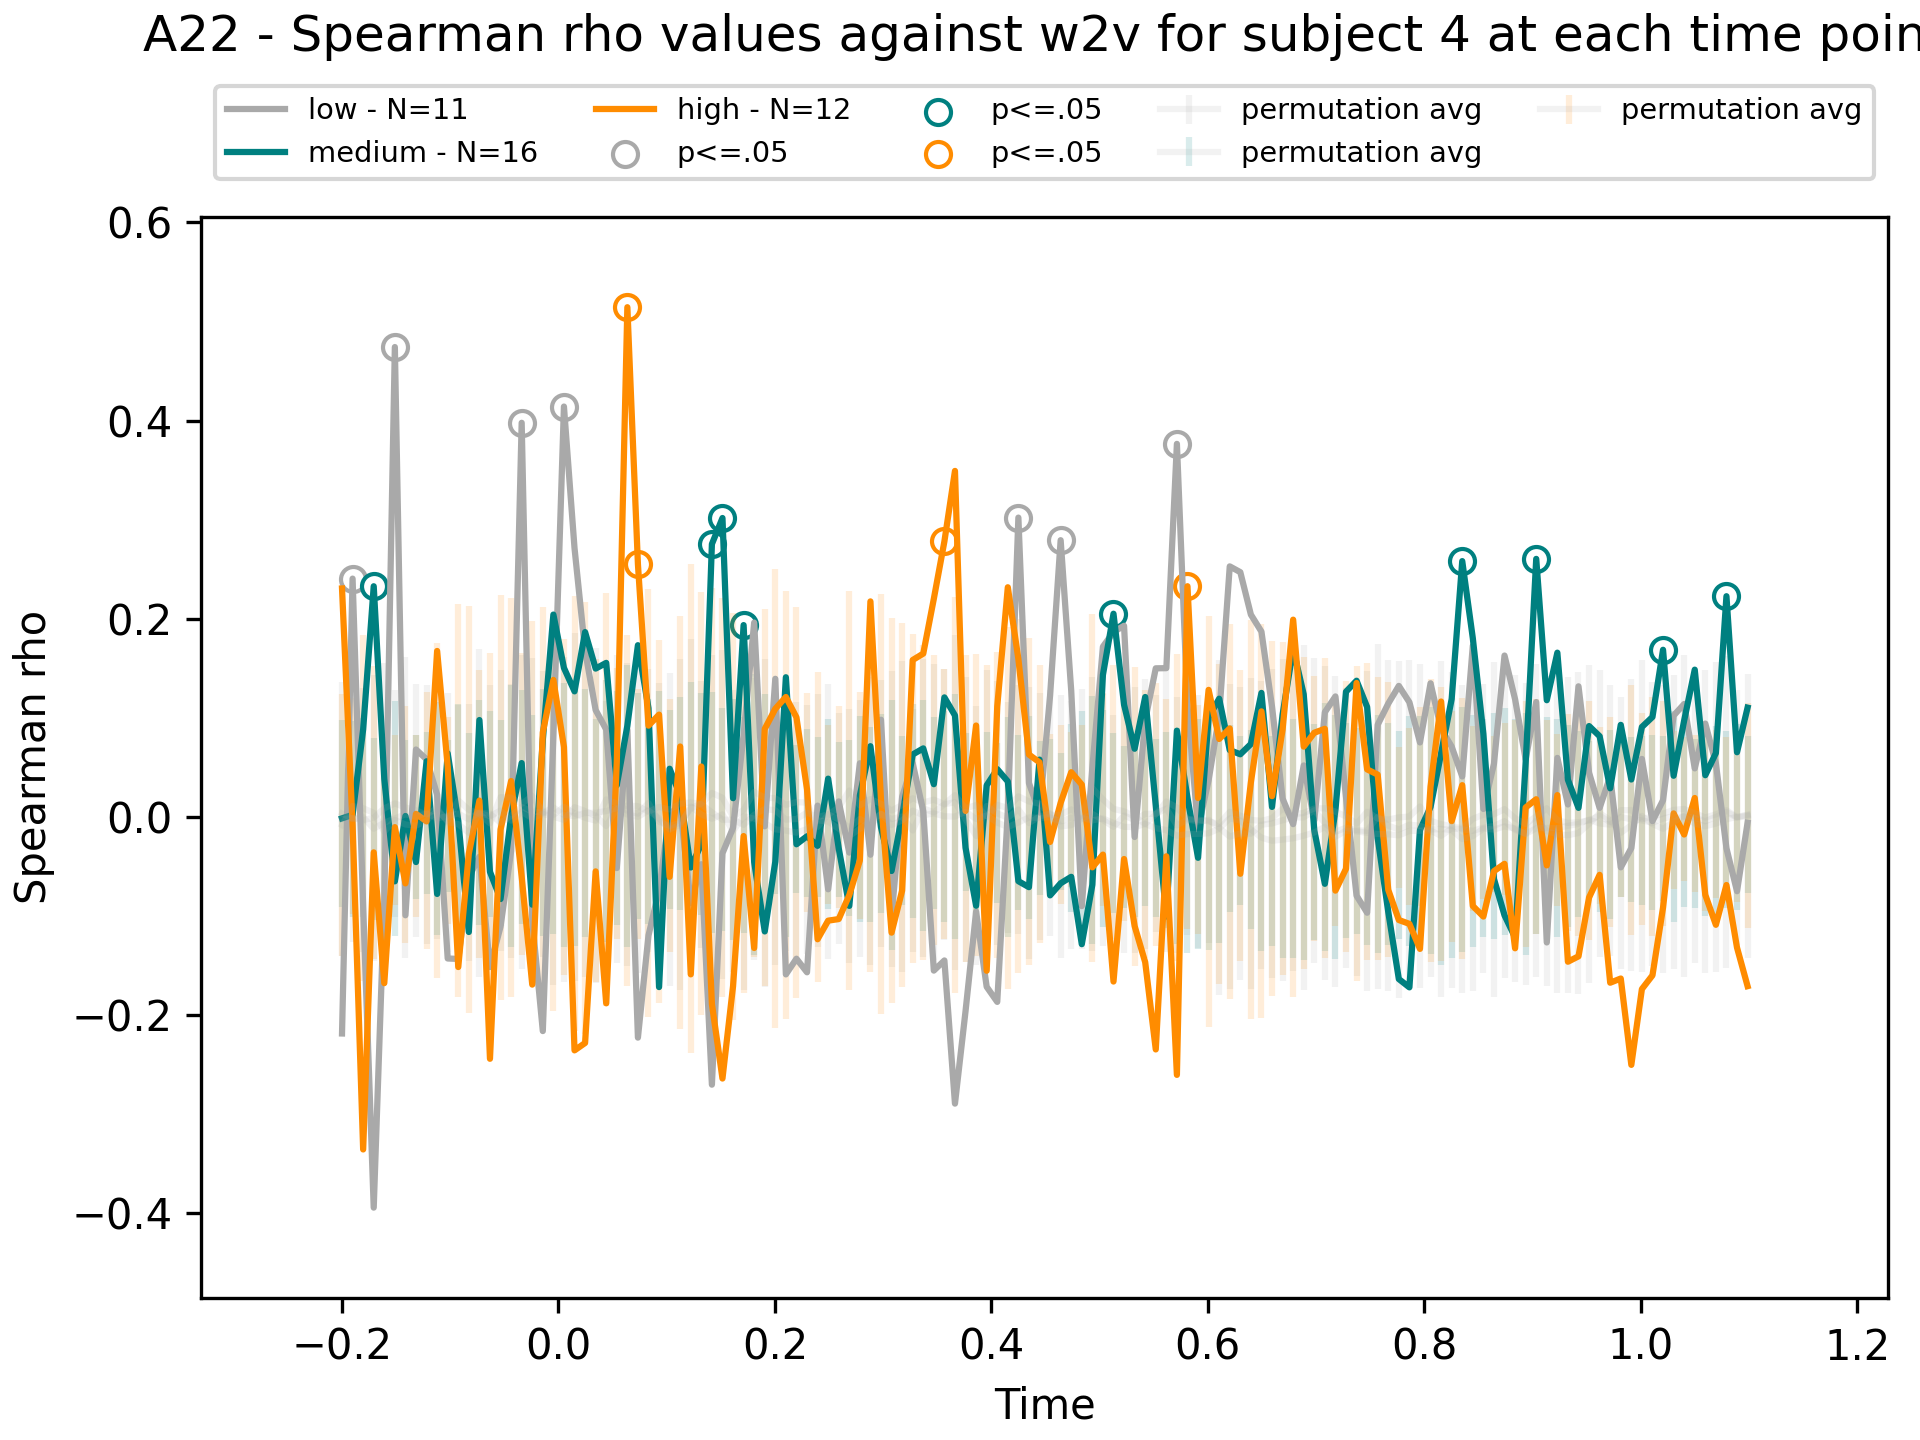 A22 - Spearman rho values against w2v for subject 4 at each time poin
low - N=11
medium - N=16
high - N=12
p<=.05
p<=.05
p<=.05
permutation avg
permutation avg
permutation avg
Spearman rho
0.6
0.4
0.2
0.0
−0.2
−0.4
−0.2 0.0 0.2 0.4 0.6 0.8 1.0 1.2
Time